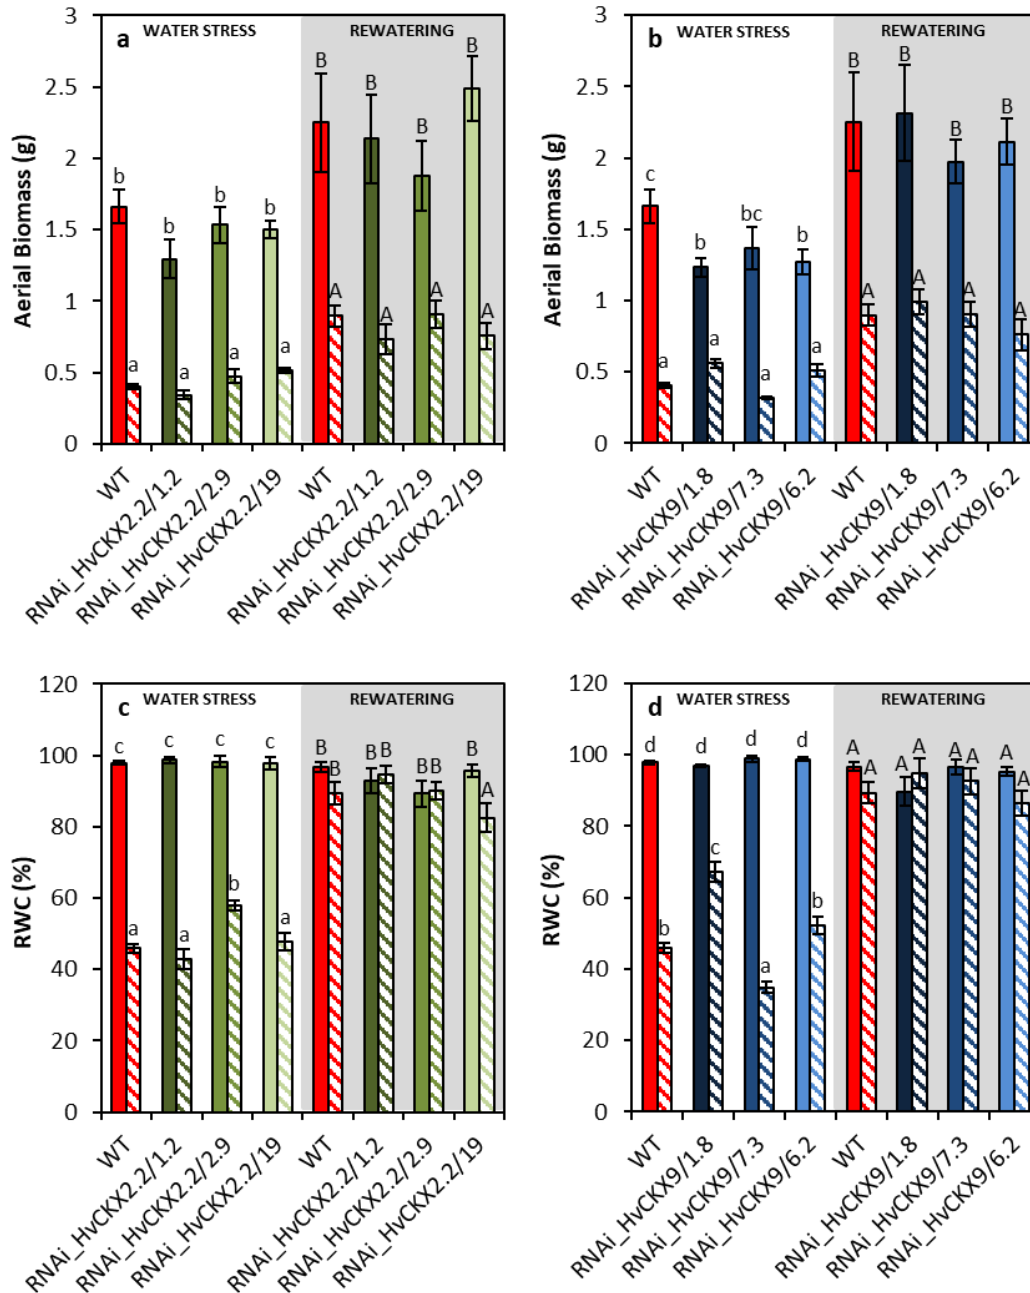 a WATER STRESS REWATERING
Aerial Biomass (g)
3
2.5
2
1.5
1
0.5
0
b b b b B B B B
a a a a A A A A
WT RNAi_HvCKX2.2/1.2 RNAi_HvCKX2.2/2.9 RNAi_HvCKX2.2/19 WT RNAi_HvCKX2.2/1.2 RNAi_HvCKX2.2/2.9 RNAi_HvCKX2.2/19
b WATER STRESS REWATERING
Aerial Biomass (g)
3
2.5
2
1.5
1
0.5
0
c b bc b B B B B
a a a a A A A A
WT RNAi_HvCKX9/1.8 RNAi_HvCKX9/7.3 RNAi_HvCKX9/6.2 WT RNAi_HvCKX9/1.8 RNAi_HvCKX9/7.3 RNAi_HvCKX9/6.2
c WATER STRESS REWATERING
RWC (%)
120
100
80
60
40
20
0
c c c c B B B B
a a b a B B B A
WT RNAi_HvCKX2.2/1.2 RNAi_HvCKX2.2/2.9 RNAi_HvCKX2.2/19 WT RNAi_HvCKX2.2/1.2 RNAi_HvCKX2.2/2.9 RNAi_HvCKX2.2/19
d WATER STRESS REWATERING
RWC (%)
120
100
80
60
40
20
0
d d d d A A A A
b c a b A A A A
WT RNAi_HvCKX9/1.8 RNAi_HvCKX9/7.3 RNAi_HvCKX9/6.2 WT RNAi_HvCKX9/1.8 RNAi_HvCKX9/7.3 RNAi_HvCKX9/6.2